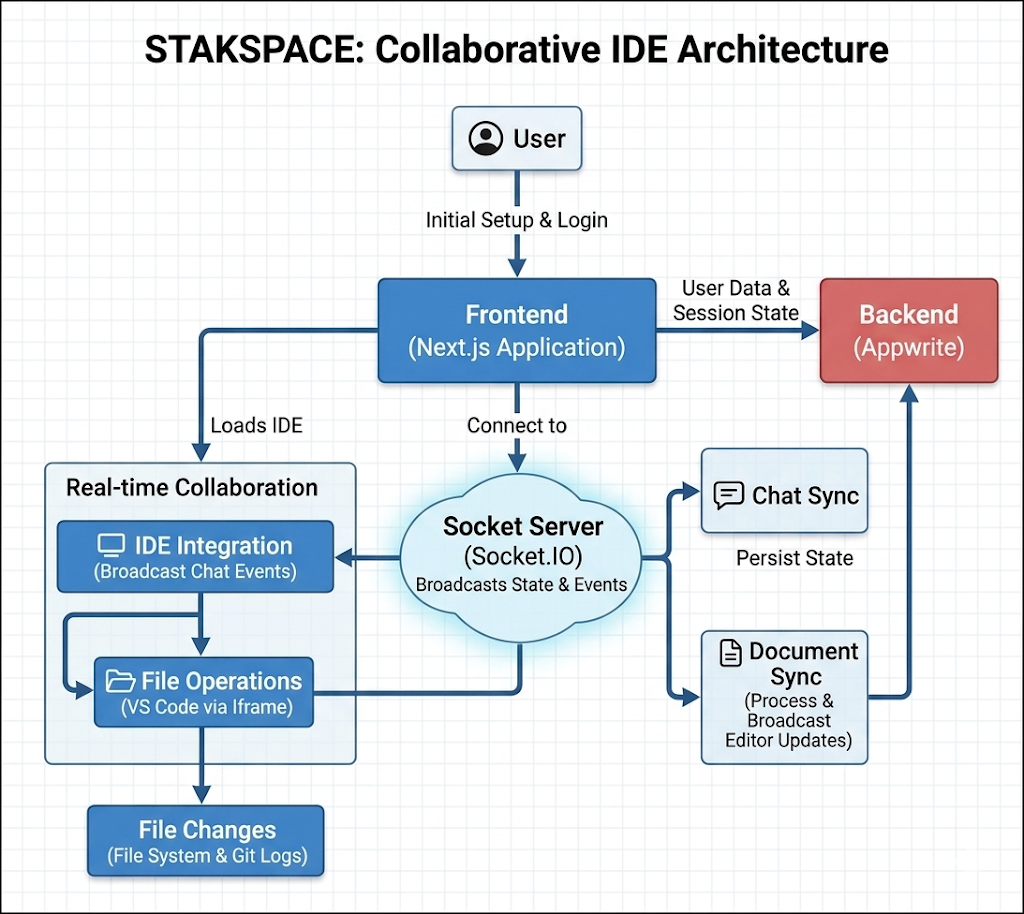 STAKSPACE: Collaborative IDE Architecture
User
Initial Setup & Login
Frontend
(Next.js Application)
User Data &
Session State
Backend
(Appwrite)
Loads IDE
Connect to
Real-time Collaboration
IDE Integration
(Broadcast Chat Events)
File Operations
(VS Code via Iframe)
File Changes
(File System & Git Logs)
Socket Server
(Socket.IO)
Broadcasts State & Events
Chat Sync
Persist State
Document
Sync
(Process &
Broadcast
Editor Updates)